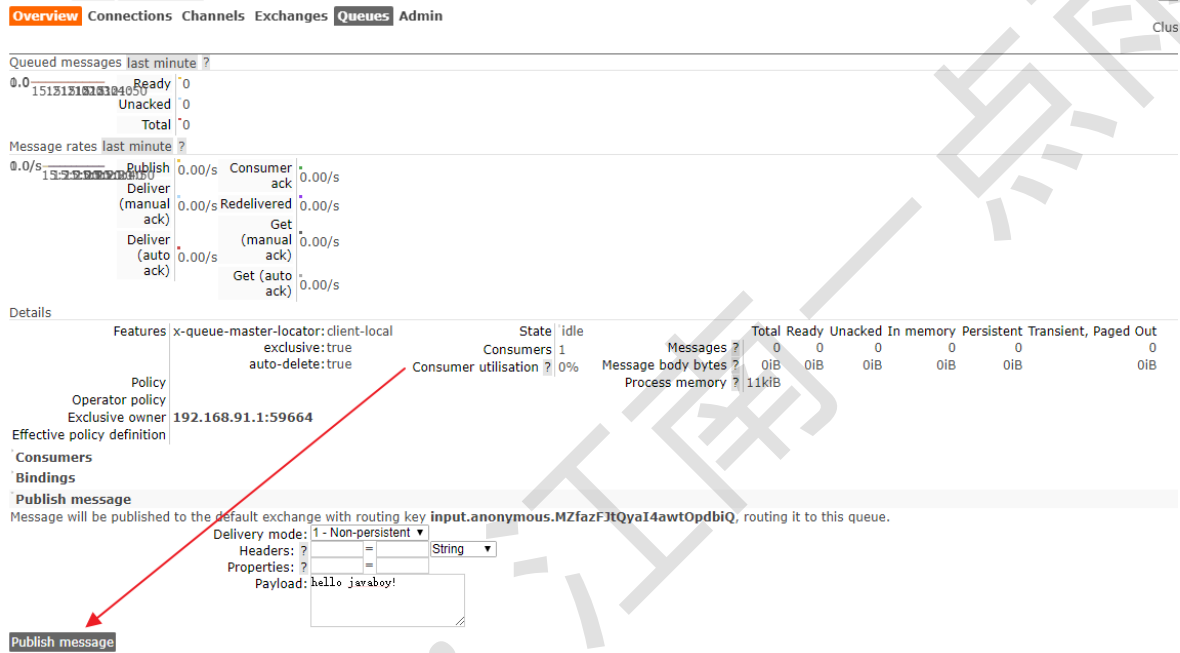 Overview Connections Channels Exchanges Queues Admin
Clus
Queued messages last minute ?
Ready 0
Unacked 0
Total 0
Message rates last minute ?
Publish 0.00/s Consumer ack 0.00/s
Deliver (manual ack) 0.00/s Redelivered 0.00/s
Get (manual ack) 0.00/s
Deliver (auto ack) 0.00/s
Get (auto ack) 0.00/s
Details
Features x-queue-master-locator: client-local State idle Total Ready Unacked In memory Persistent Transient, Paged Out
exclusive: true Consumers 1 Messages ? 0 0 0 0 0 0
auto-delete: true Consumer utilisation ? 0% Message body bytes ? 0iB 0iB 0iB 0iB 0iB 0iB
Policy Process memory ? 11kiB
Operator policy
Exclusive owner 192.168.91.1:59664
Effective policy definition
Consumers
Bindings
Publish message
Message will be published to the default exchange with routing key input.anonymous.MZfazFJtQyaI4awtOpdbiQ, routing it to this queue.
Delivery mode: 1 - Non-persistent
Headers: ? = String
Properties: ? =
Payload: hello javaboy!
Publish message
江南一点雨